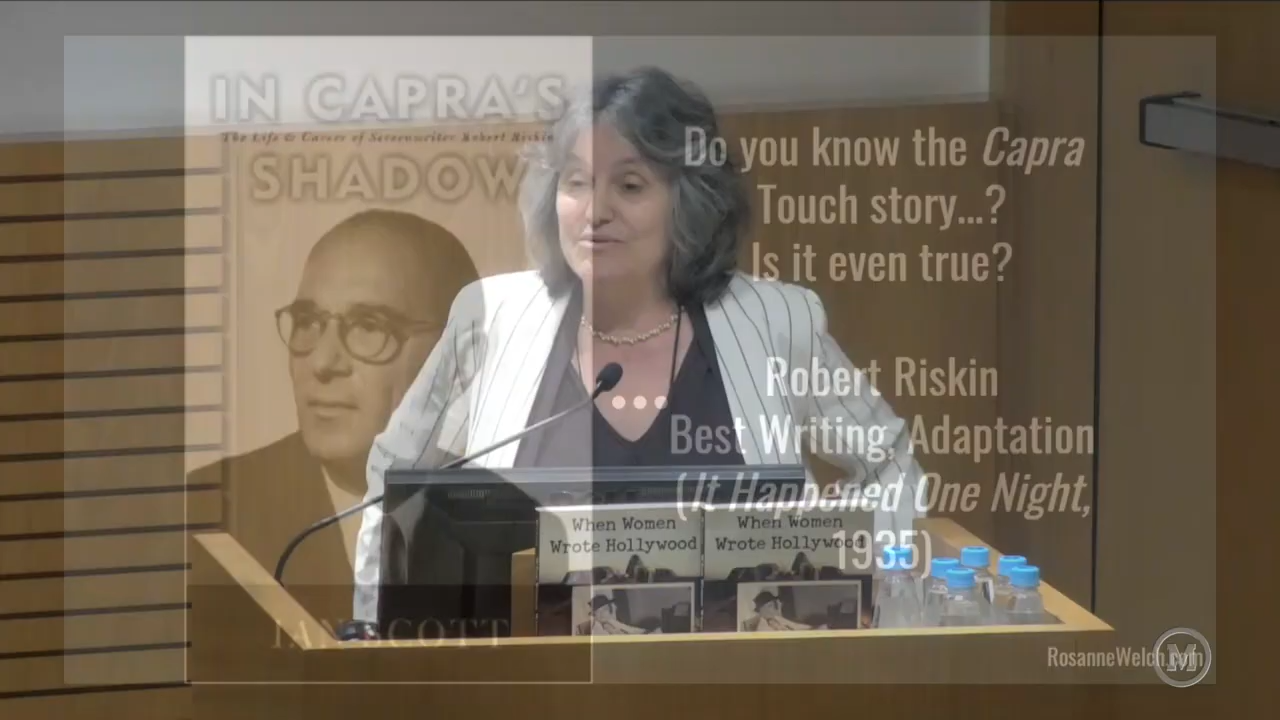 IN CAPRA'S
The Life & Career of Screenwriter Robert Riskin
SHADOW
IAN SCOTT
Do you know the Capra
Touch story...?
Is it even true?
Robert Riskin
Best Writing, Adaptation
(It Happened One Night,
1935)
When Women
Wrote Hollywood
When Women
Wrote Hollywood
RosanneWelch.com
M